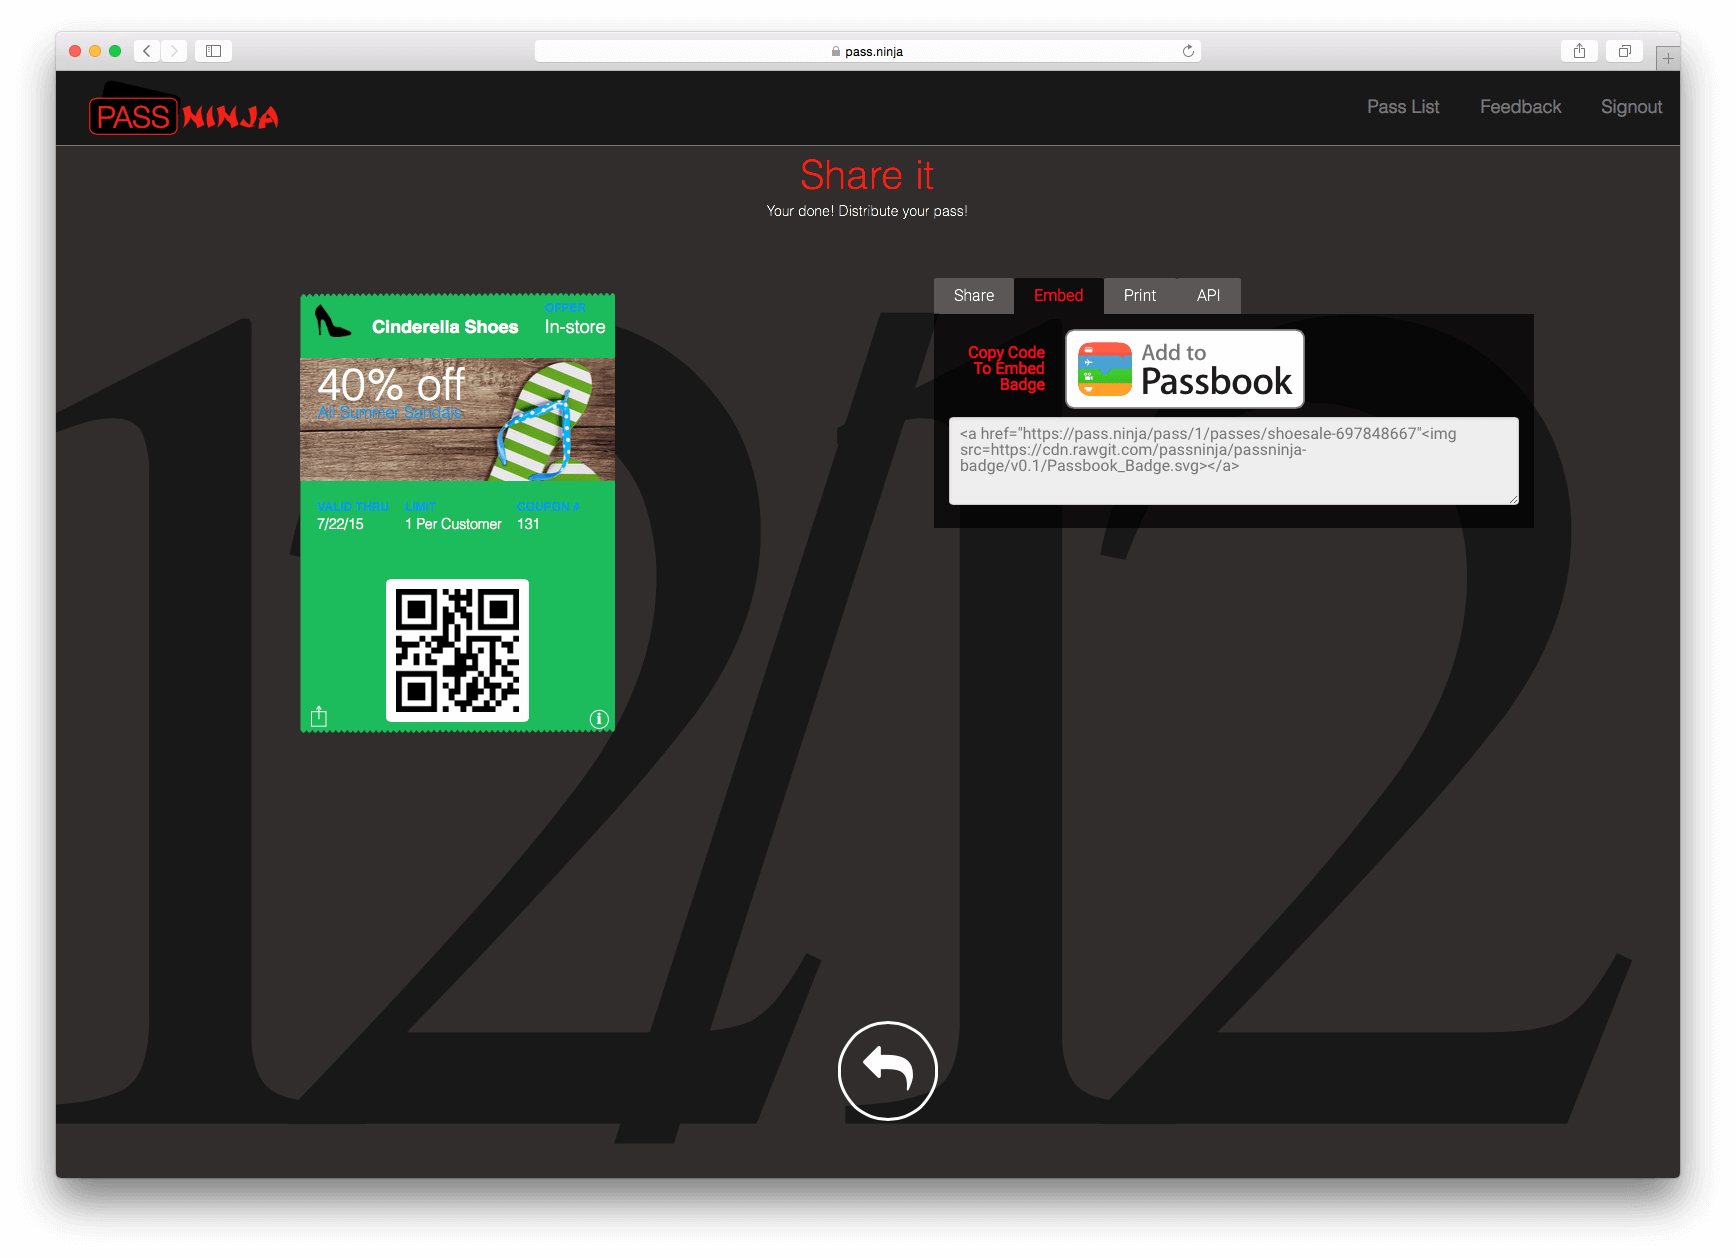 pass.ninja
PASS NINJA
Pass List
Feedback
Signout
Share it
Your done! Distribute your pass!
12/12
OFFER
Cinderella Shoes
In-store
40% off
All Summer Sandals
VALID THRU
LIMIT
COUPON #
7/22/15
1 Per Customer
131
Share
Embed
Print
API
Copy Code
To Embed
Badge
Add to
Passbook
<a href="https://pass.ninja/pass/1/passes/shoesale-697848667"<img
src=https://cdn.rawgit.com/passninja/passninja-
badge/v0.1/Passbook_Badge.svg></a>